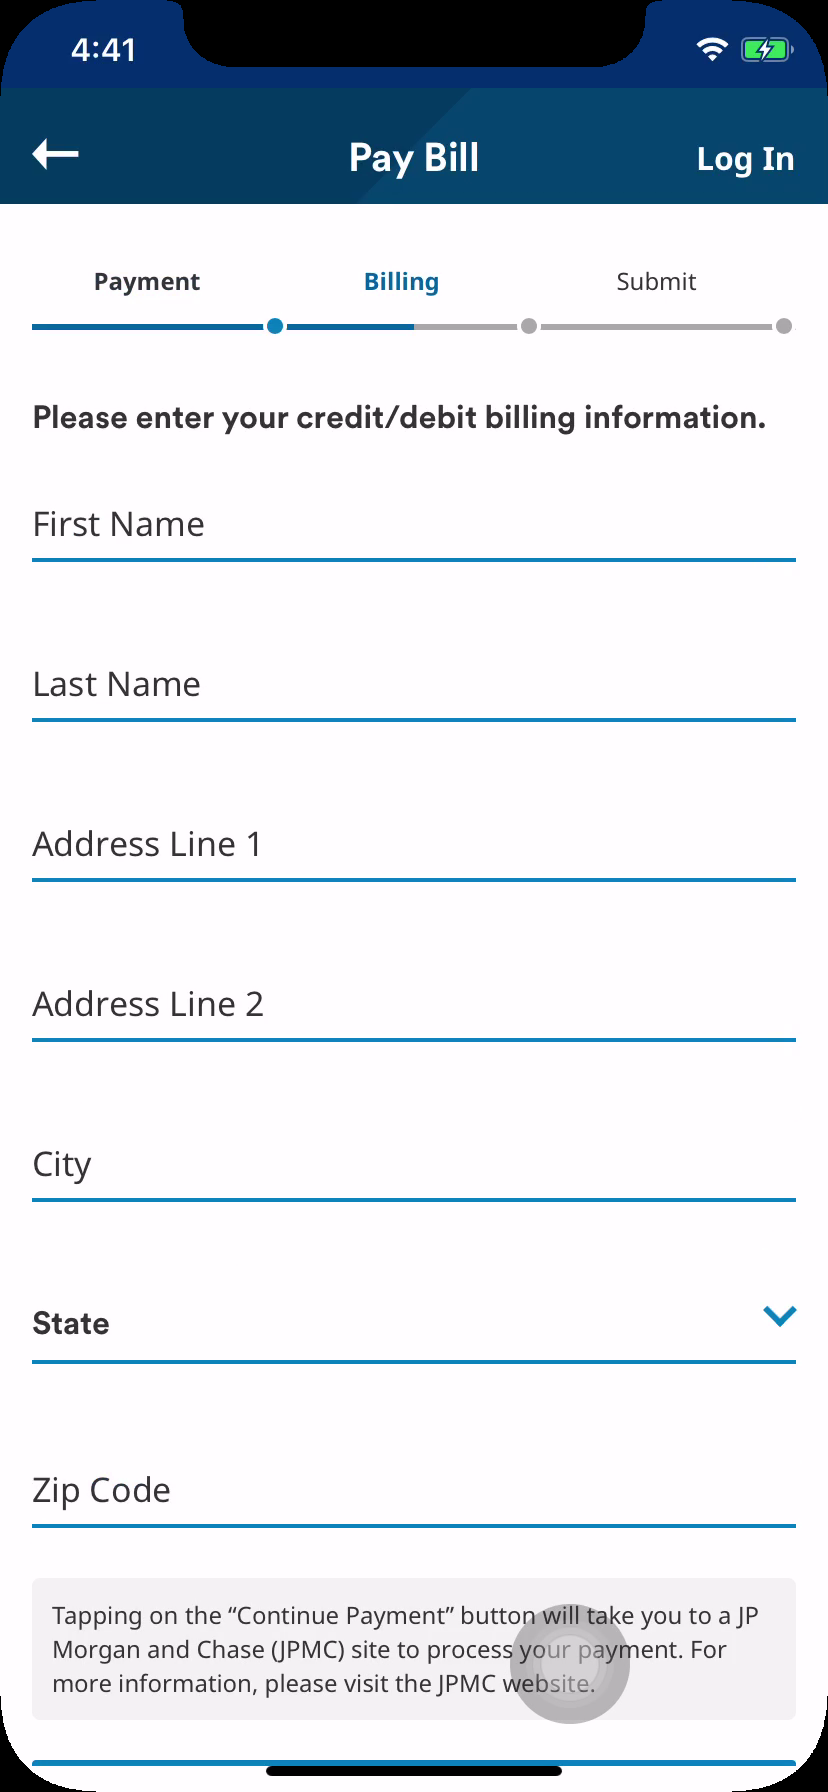 4:41
Pay Bill
Log In
Payment
Billing
Submit
Please enter your credit/debit billing information.
First Name
Last Name
Address Line 1
Address Line 2
City
State
Zip Code
Tapping on the “Continue Payment” button will take you to a JP
Morgan and Chase (JPMC) site to process your payment. For
more information, please visit the JPMC website.